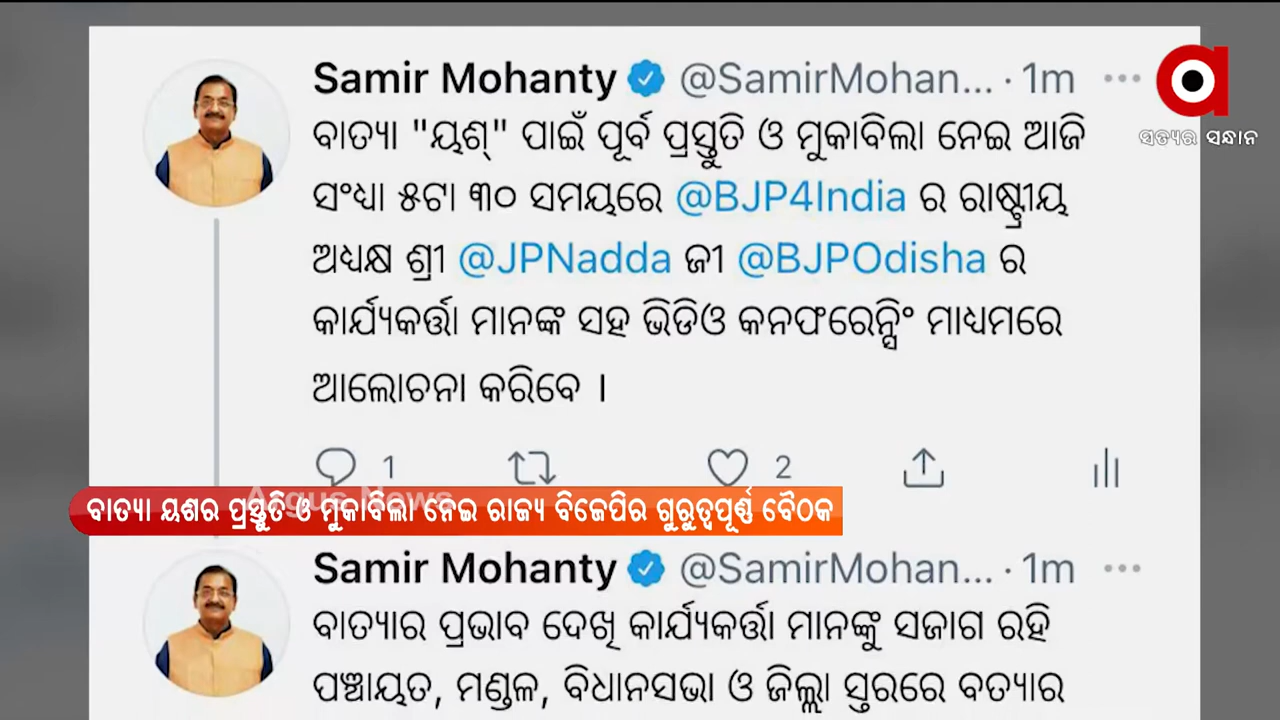 Samir Mohanty @SamirMohan... · 1m
ବାତ୍ୟା "ୟଶ୍" ପାଇଁ ପୂର୍ବ ପ୍ରସ୍ତୁତି ଓ ମୁକାବିଲା ନେଇ ଆଜି
ସଂଧ୍ୟା ୫ଟା ୩୦ ସମୟରେ @BJP4India ର ରାଷ୍ଟ୍ରୀୟ
ଅଧ୍ୟକ୍ଷ ଶ୍ରୀ @JPNadda ଜୀ @BJPOdisha ର
କାର୍ଯ୍ୟକର୍ତ୍ତା ମାନଙ୍କ ସହ ଭିଡିଓ କନଫରେନ୍ସିଂ ମାଧ୍ୟମରେ
ଆଲୋଚନା କରିବେ ।
1 2
ସତ୍ୟର ସନ୍ଧାନ
Argus News
ବାତ୍ୟା ୟଶର ପ୍ରସ୍ତୁତି ଓ ମୁକାବିଲା ନେଇ ରାଜ୍ୟ ବିଜେପିର ଗୁରୁତ୍ୱପୂର୍ଣ୍ଣ ବୈଠକ
Samir Mohanty @SamirMohan... · 1m
ବାତ୍ୟାର ପ୍ରଭାବ ଦେଖି କାର୍ଯ୍ୟକର୍ତ୍ତା ମାନଙ୍କୁ ସଜାଗ ରହି
ପଞ୍ଚାୟତ, ମଣ୍ଡଳ, ବିଧାନସଭା ଓ ଜିଲ୍ଲା ସ୍ତରରେ ବତ୍ୟାର